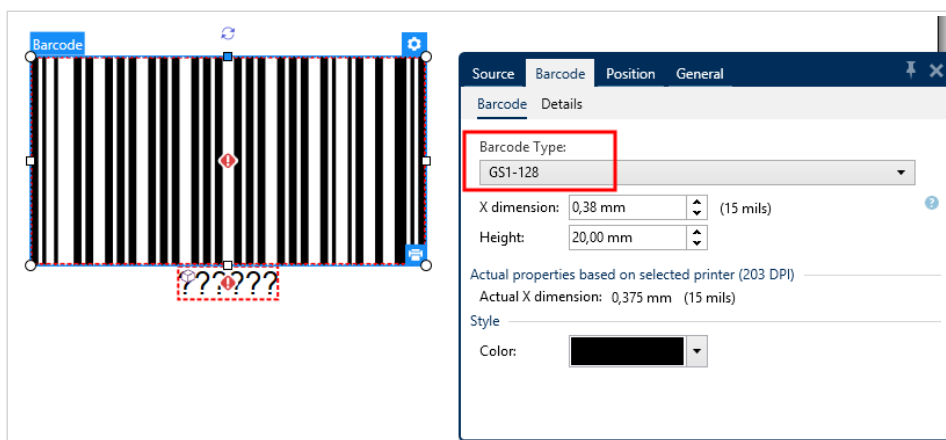 Barcode
??????
Source Barcode Position General
Barcode Details
Barcode Type:
GS1-128
X dimension: 0,38 mm (15 mils)
Height: 20,00 mm
Actual properties based on selected printer (203 DPI)
Actual X dimension: 0,375 mm (15 mils)
Style
Color: